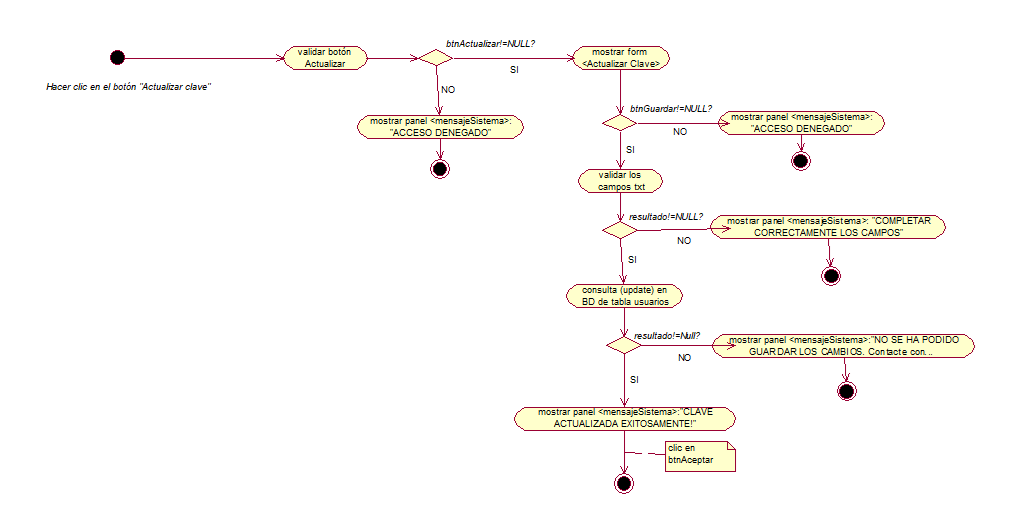 btnActualizar!=NULL?
validar botón
Actualizar
mostrar form
<Actualizar Clave>
SI
Hacer clic en el botón "Actualizar clave"
NO
btnGuardar!=NULL?
mostrar panel <mensajeSistema>:
"ACCESO DENEGADO"
mostrar panel <mensajeSistema>:
"ACCESO DENEGADO"
NO
SI
validar los
campos txt
resultado!=NULL?
mostrar panel <mensajeSistema>: "COMPLETAR
CORRECTAMENTE LOS CAMPOS"
NO
SI
consulta (update) en
BD de tabla usuarios
resultado!=Null?
mostrar panel <mensajeSistema>:"NO SE HA PODIDO
GUARDAR LOS CAMBIOS. Contacte con...
NO
SI
mostrar panel <mensajeSistema>:"CLAVE
ACTUALIZADA EXITOSAMENTE!"
clic en
btnAceptar